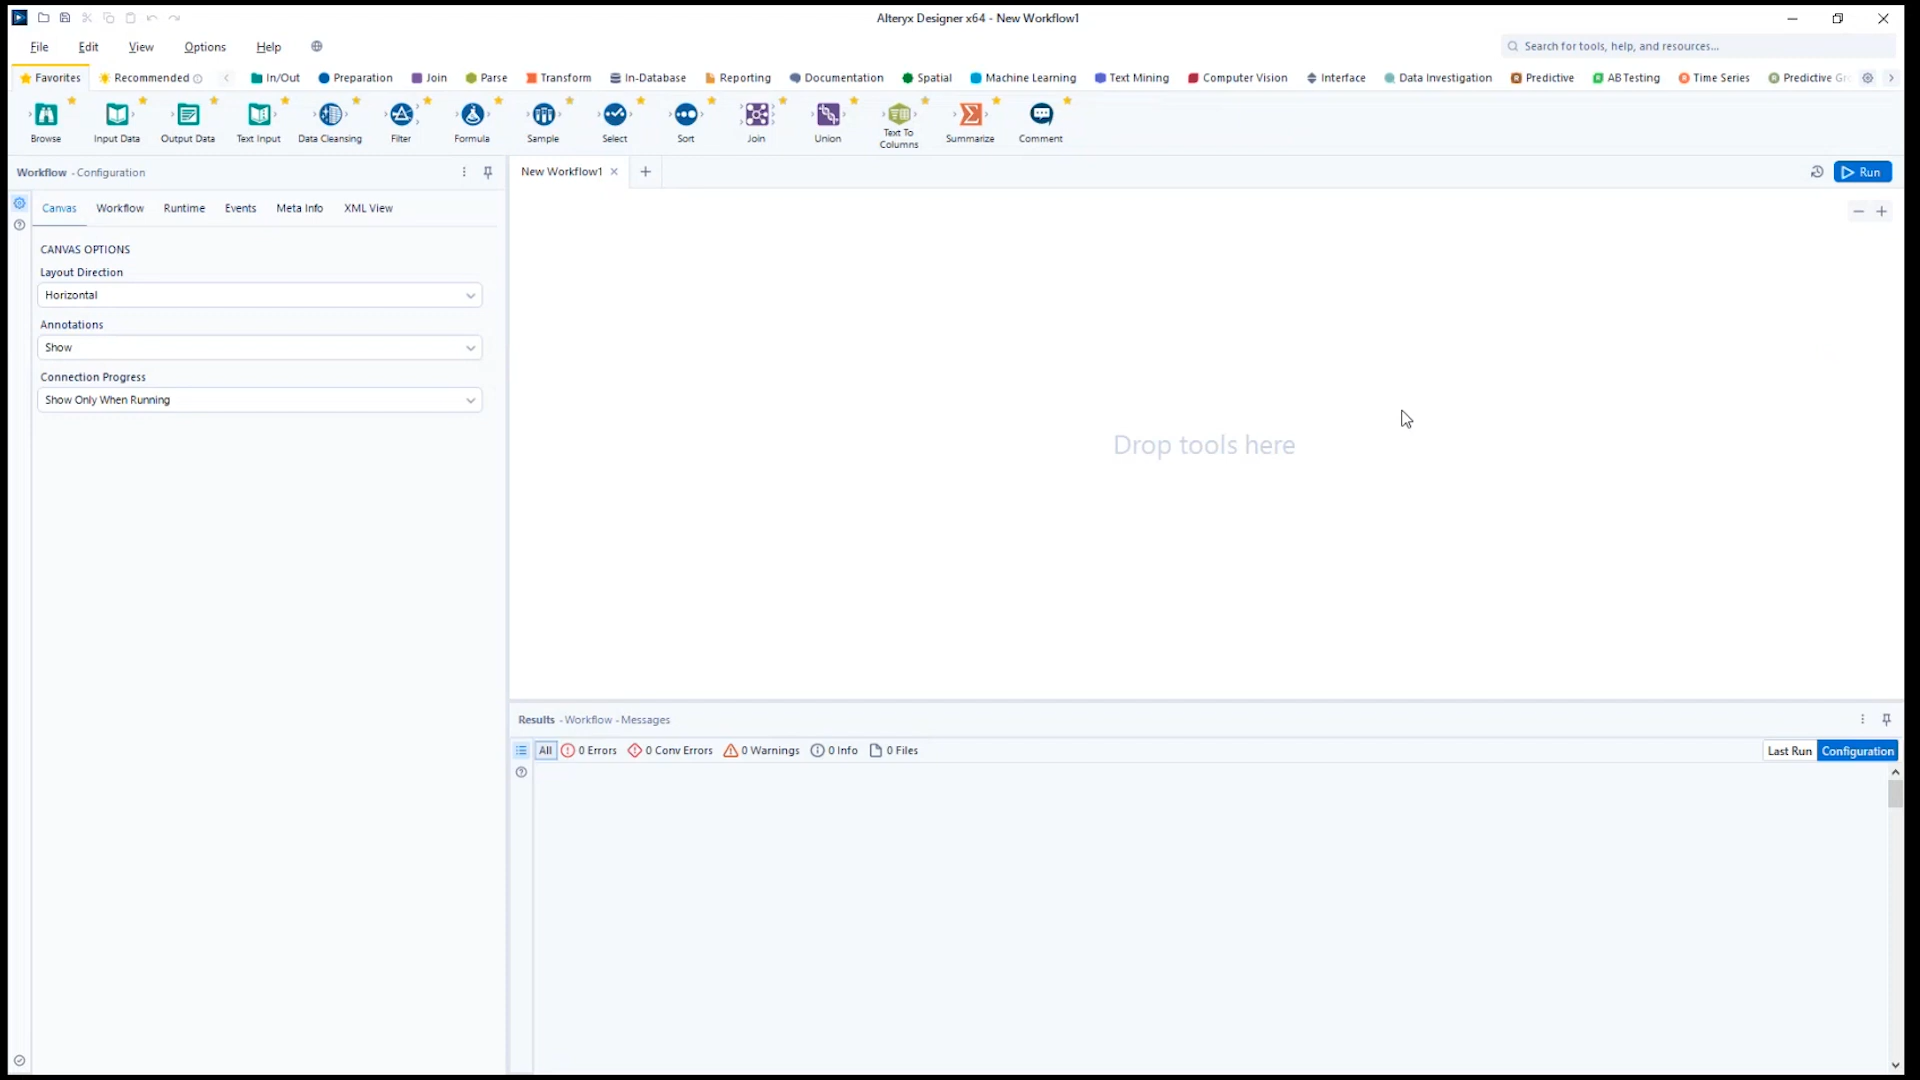 Alteryx Designer x64 - New Workflow1
File Edit View Options Help
Search for tools, help, and resources...
Favorites Recommended In/Out Preparation Join Parse Transform In-Database Reporting Documentation Spatial Machine Learning Text Mining Computer Vision Interface Data Investigation Predictive AB Testing Time Series Predictive Gr
Browse Input Data Output Data Text Input Data Cleansing Filter Formula Sample Select Sort Join Union Text To Columns Summarize Comment
Workflow - Configuration
New Workflow1
Run
Canvas Workflow Runtime Events Meta Info XML View
CANVAS OPTIONS
Layout Direction
Horizontal
Annotations
Show
Connection Progress
Show Only When Running
Drop tools here
Results - Workflow - Messages
All 0 Errors 0 Conv Errors 0 Warnings 0 Info 0 Files
Last Run Configuration